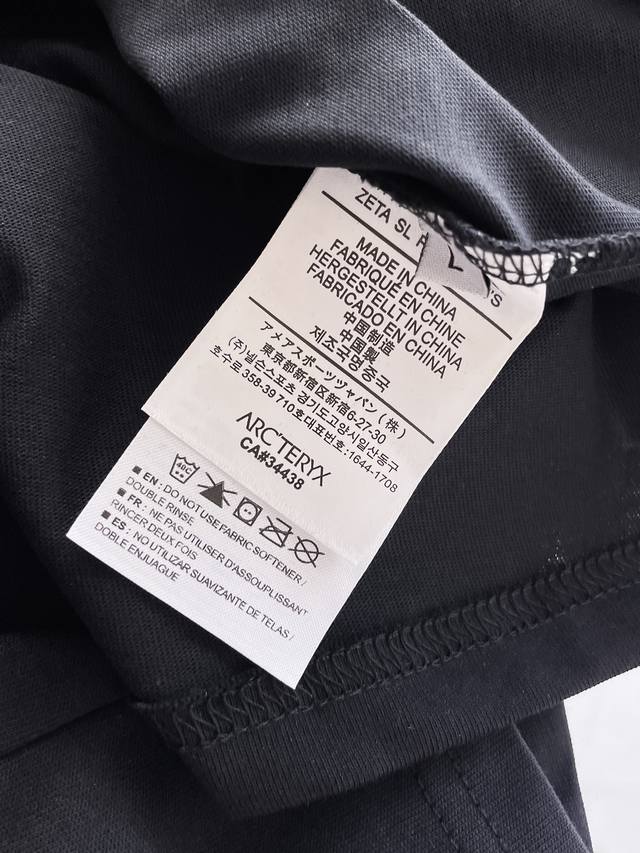 ZETA SL
MADE IN CHINA
FABRIQUÉ EN CHINE
HERGESTELLT IN CHINA
FABRICADO EN CHINA
中国制造
中國製
제조국명중국
アメアスポーツジャパン (株)
東京都新宿区新宿6-27-30
(주)넬슨스포츠 경기도고양시일산동구
호수로 358-39 710호대표번호:1644-1708
ARC'TERYX
CA#34438
40C
■ EN : DO NOT USE FABRIC SOFTENER /
DOUBLE RINSE
■ FR : NE PAS UTILISER D'ASSOUPLISSANT
RINCER DEUX FOIS
■ ES : NO UTILIZAR SUAVIZANTE DE TELAS /
DOBLE ENJUAGUE